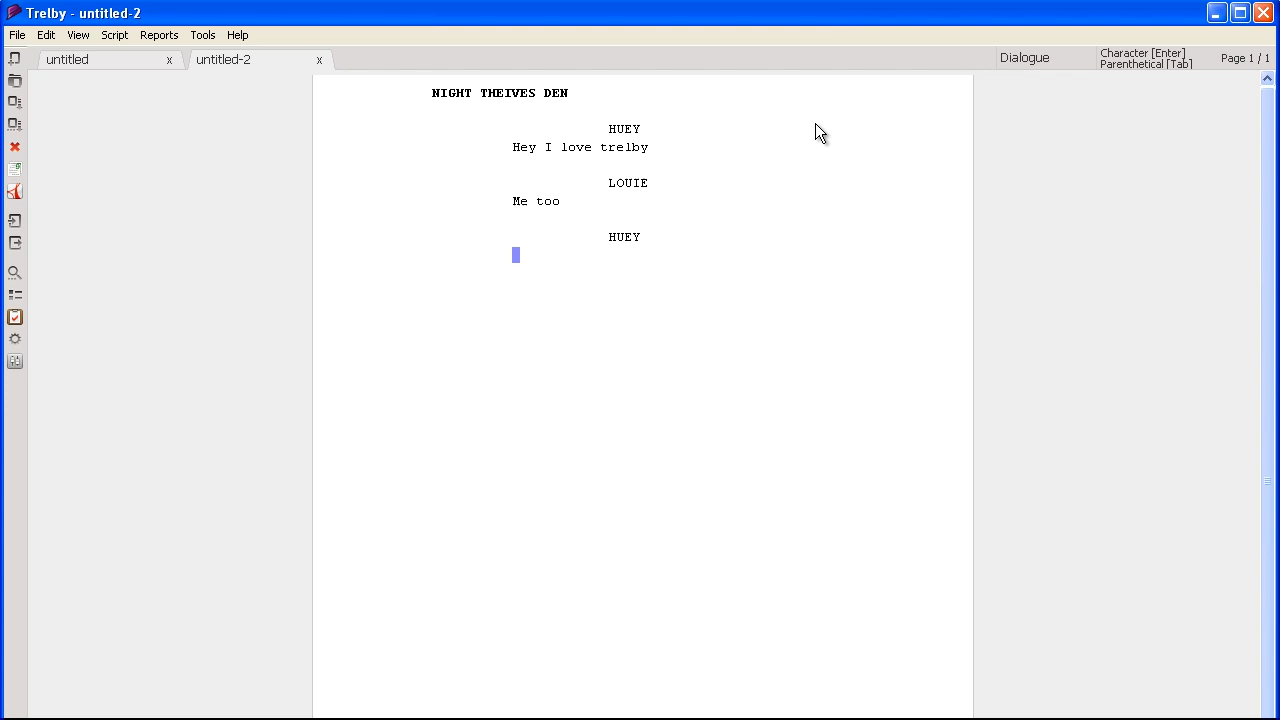 Trelby - untitled-2
File Edit View Script Reports Tools Help
untitled x untitled-2 x Dialogue Character [Enter] Page 1 / 1
Parenthetical [Tab]
NIGHT THEIVES DEN
HUEY
Hey I love trelby
LOUIE
Me too
HUEY